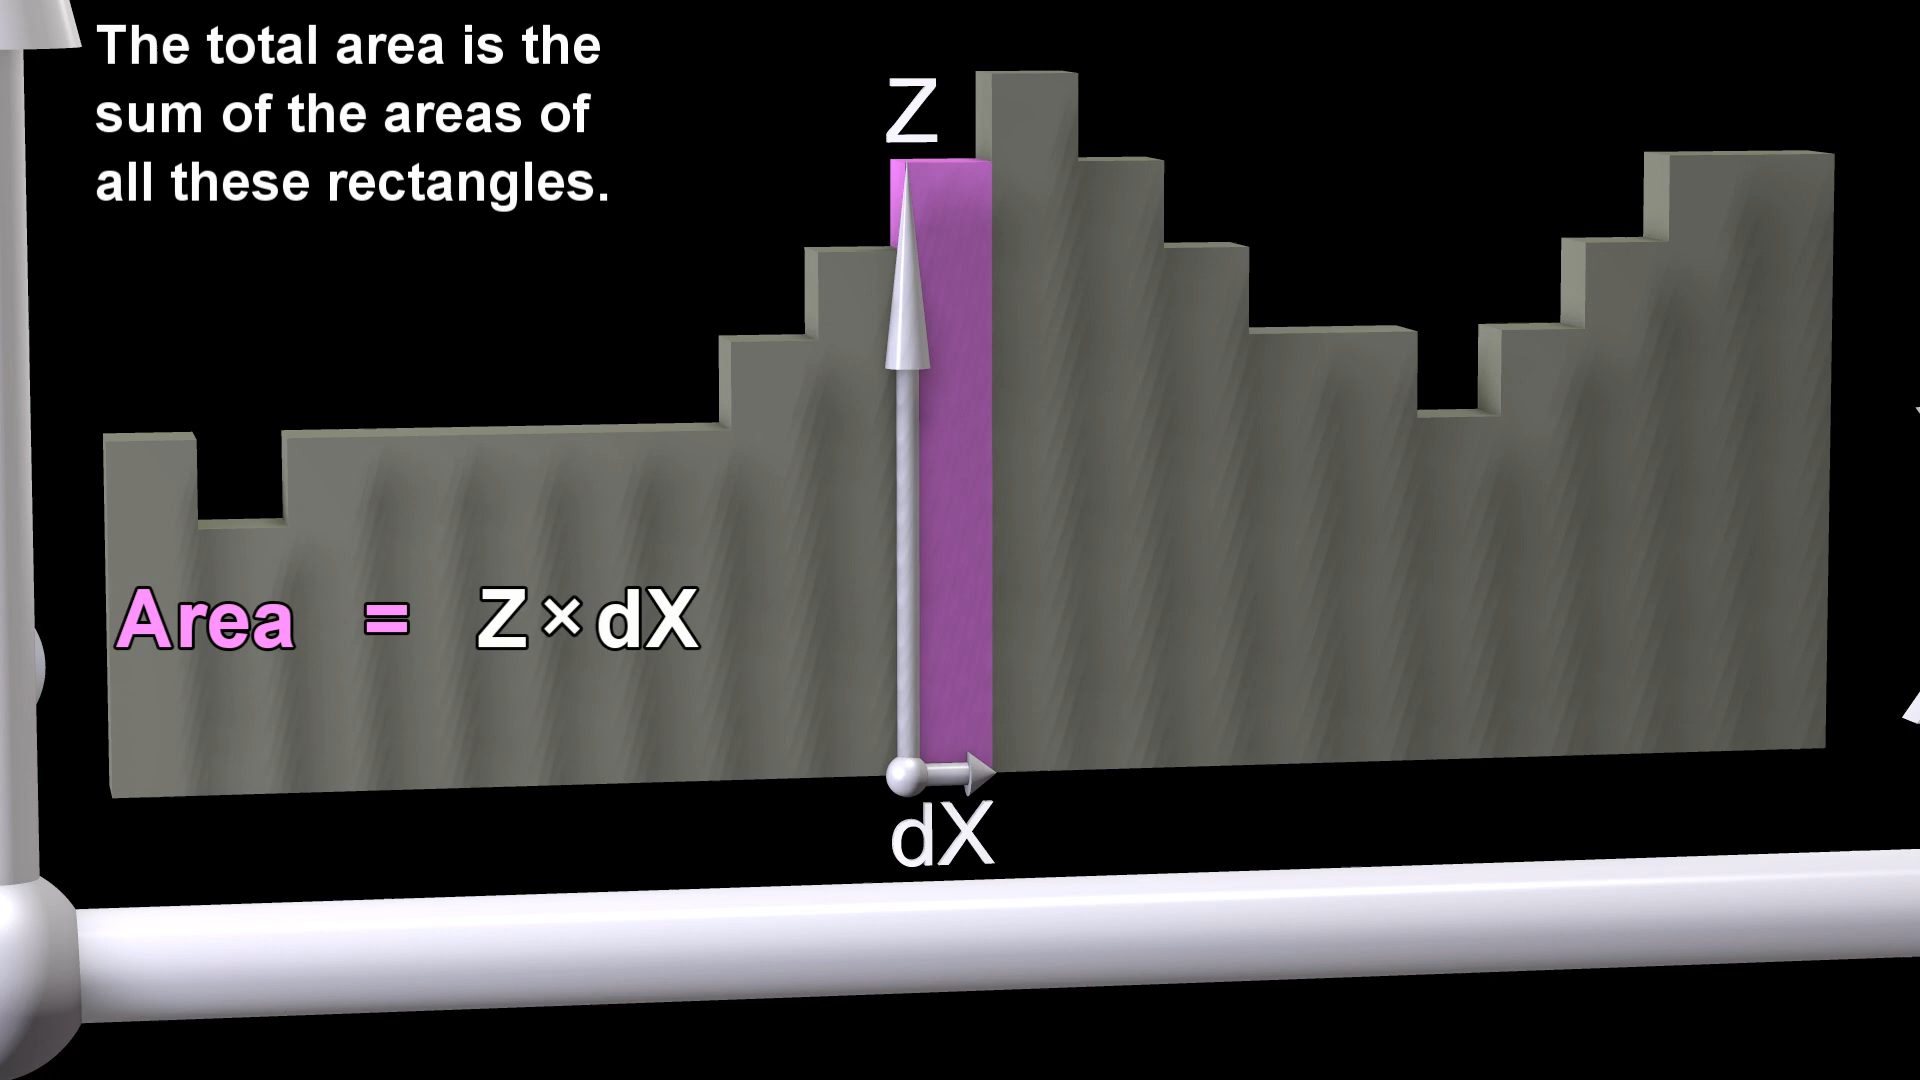 The total area is the
sum of the areas of
all these rectangles.
Z
Area = Z × dX
dX